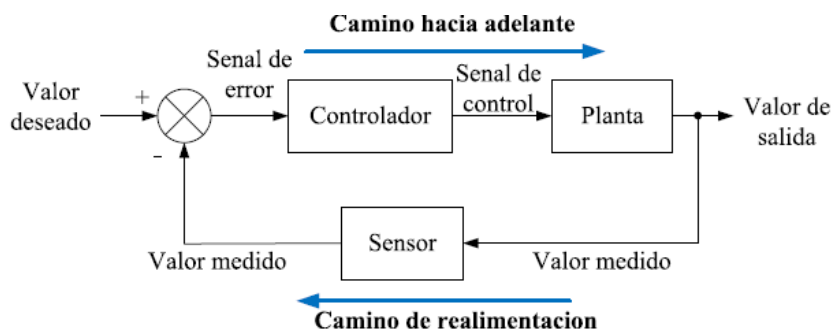 Camino hacia adelante
Senal de
error
Senal de
control
Valor
deseado
+
-
Controlador
Planta
Valor de
salida
Sensor
Valor medido
Valor medido
Camino de realimentacion